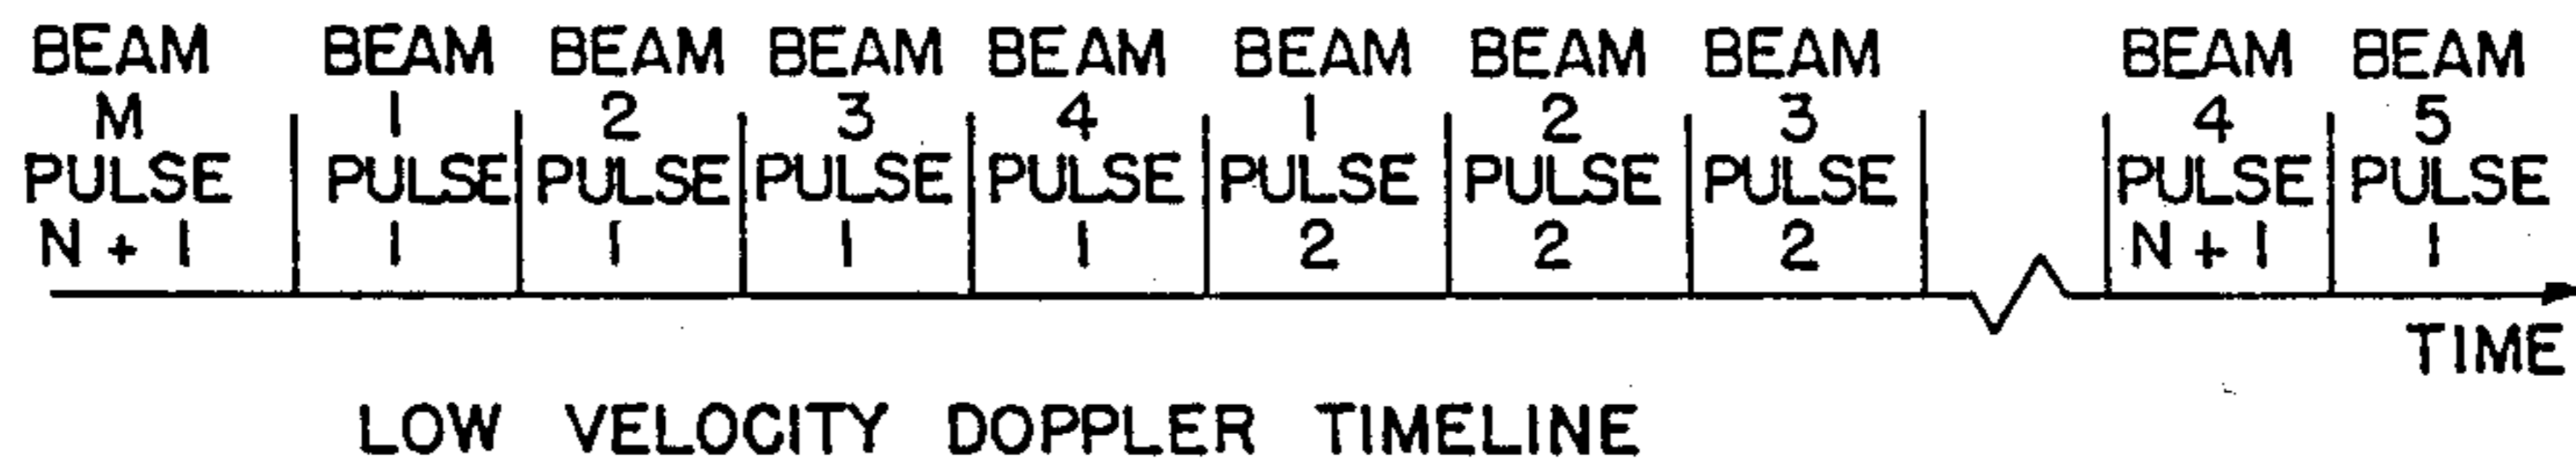 BEAM BEAM BEAM BEAM BEAM BEAM BEAM BEAM BEAM BEAM
M 1 2 3 4 1 2 3 4 5
PULSE PULSE PULSE PULSE PULSE PULSE PULSE PULSE PULSE PULSE
N + 1 1 1 1 1 2 2 2 N + 1 1
TIME
LOW VELOCITY DOPPLER TIMELINE